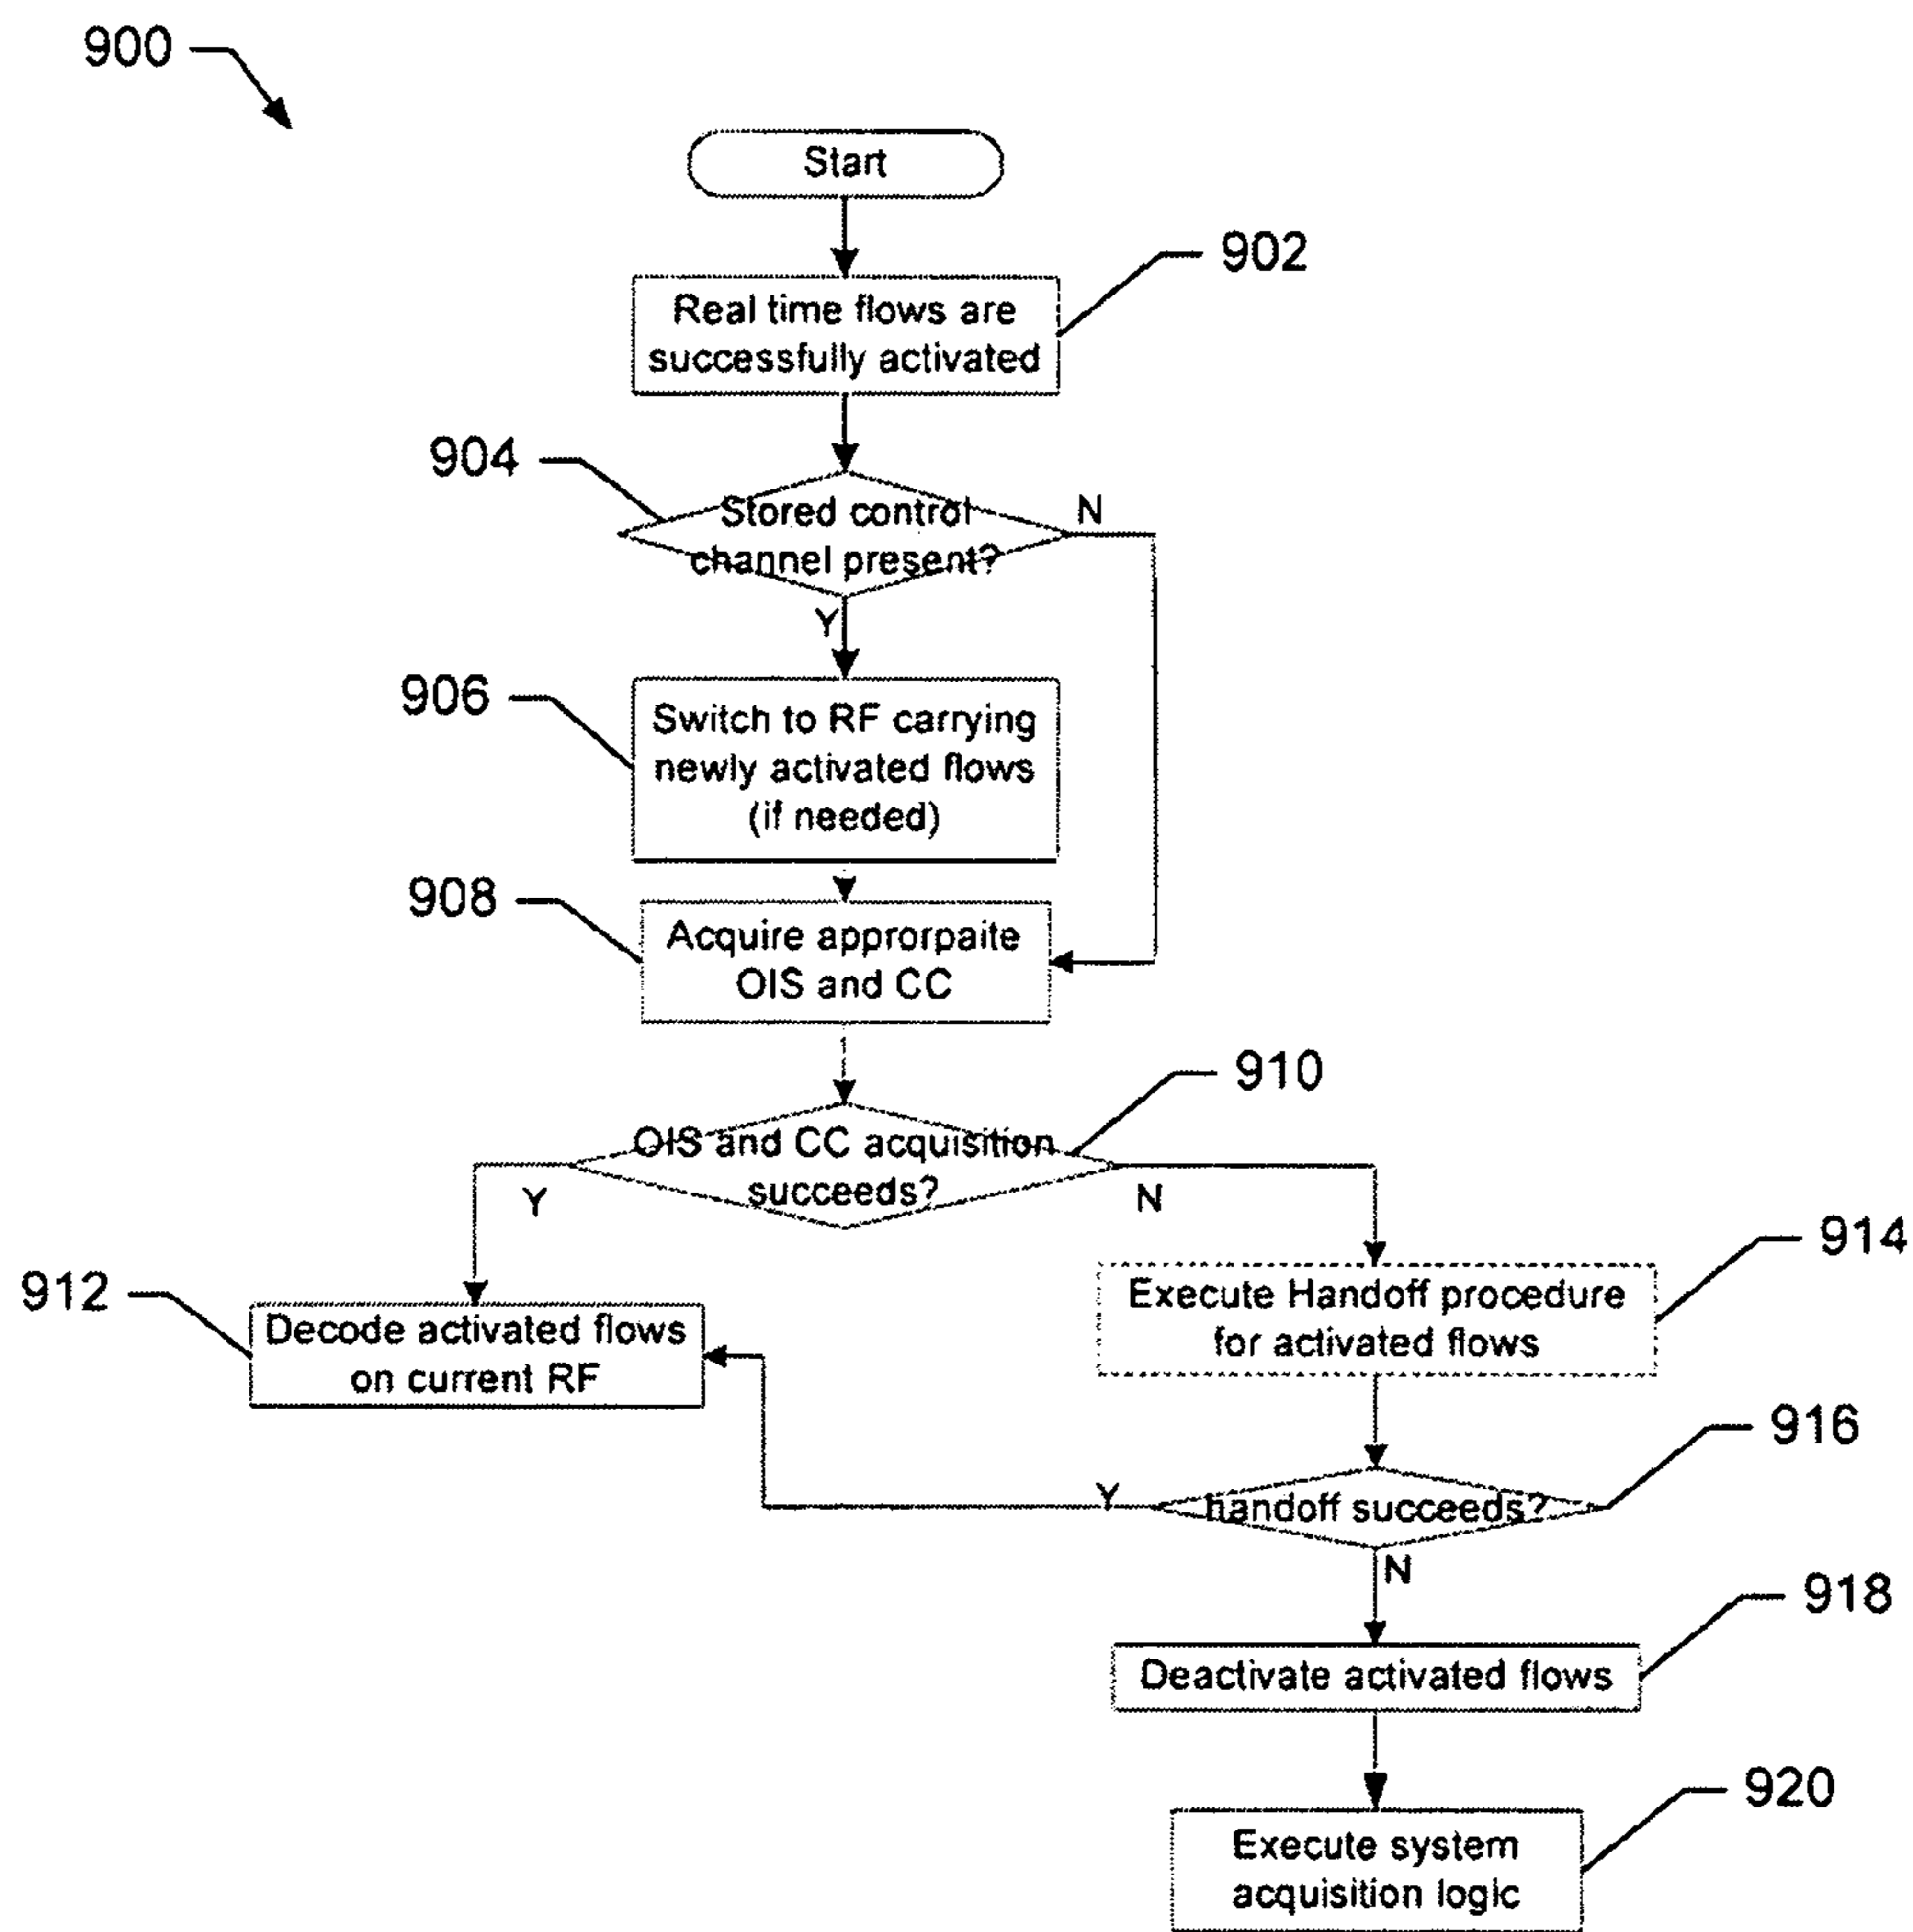 900
Start
902
Real time flows are
successfully activated
904
Stored control
channel present?
N
Y
906
Switch to RF carrying
newly activated flows
(if needed)
908
Acquire approrpaite
OIS and CC
910
OIS and CC acquisition
succeeds?
Y
N
912
Decode activated flows
on current RF
914
Execute Handoff procedure
for activated flows
916
Y
handoff succeeds?
N
918
Deactivate activated flows
920
Execute system
acquisition logic